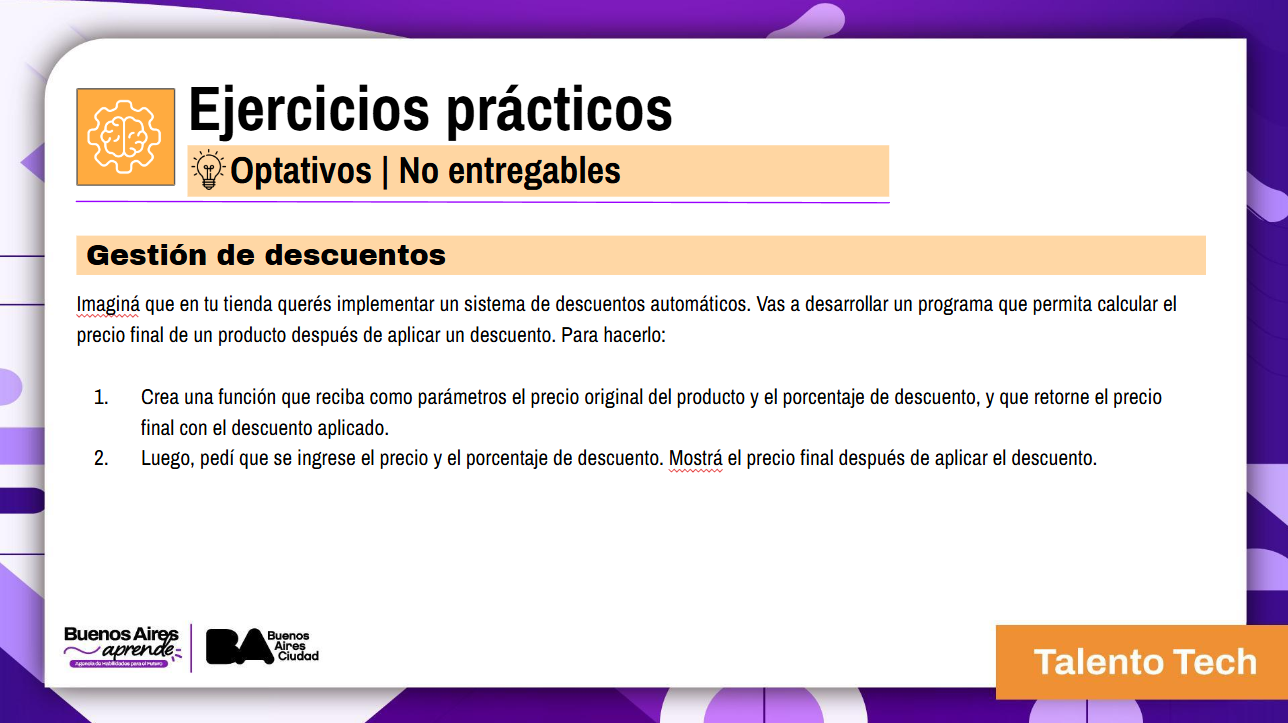 Ejercicios prácticos
Optativos | No entregables
Gestión de descuentos
Imaginá que en tu tienda querés implementar un sistema de descuentos automáticos. Vas a desarrollar un programa que permita calcular el
precio final de un producto después de aplicar un descuento. Para hacerlo:
1. Crea una función que reciba como parámetros el precio original del producto y el porcentaje de descuento, y que retorne el precio
final con el descuento aplicado.
2. Luego, pedí que se ingrese el precio y el porcentaje de descuento. Mostrá el precio final después de aplicar el descuento.
Buenos Aires
aprende
Agencia de Habilidades para el Futuro
BA
Buenos
Aires
Ciudad
Talento Tech